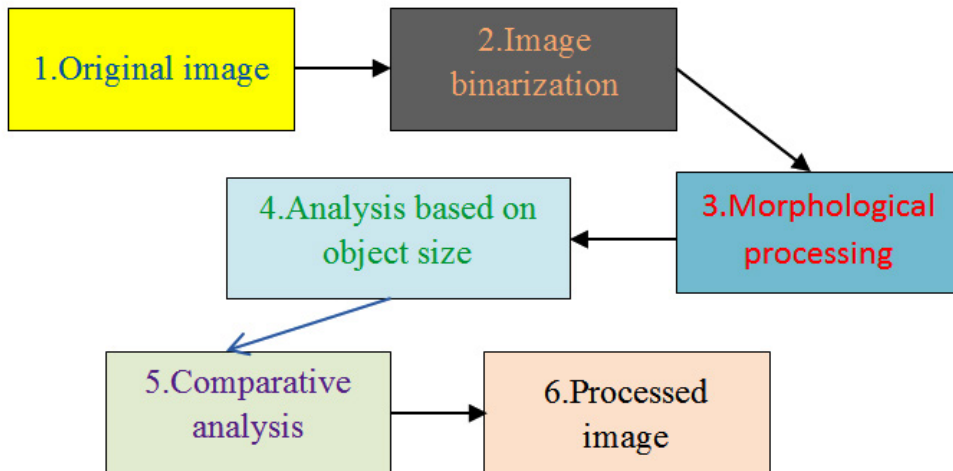 1.Original image
2.Image
binarization
3.Morphological
processing
4.Analysis based on
object size
5.Comparative
analysis
6.Processed
image